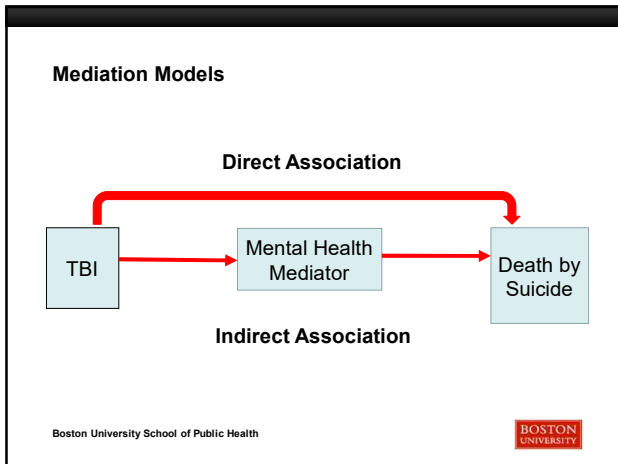 Mediation Models
Direct Association
TBI
Mental Health
Mediator
Death by
Suicide
Indirect Association
Boston University School of Public Health
BOSTON
UNIVERSITY